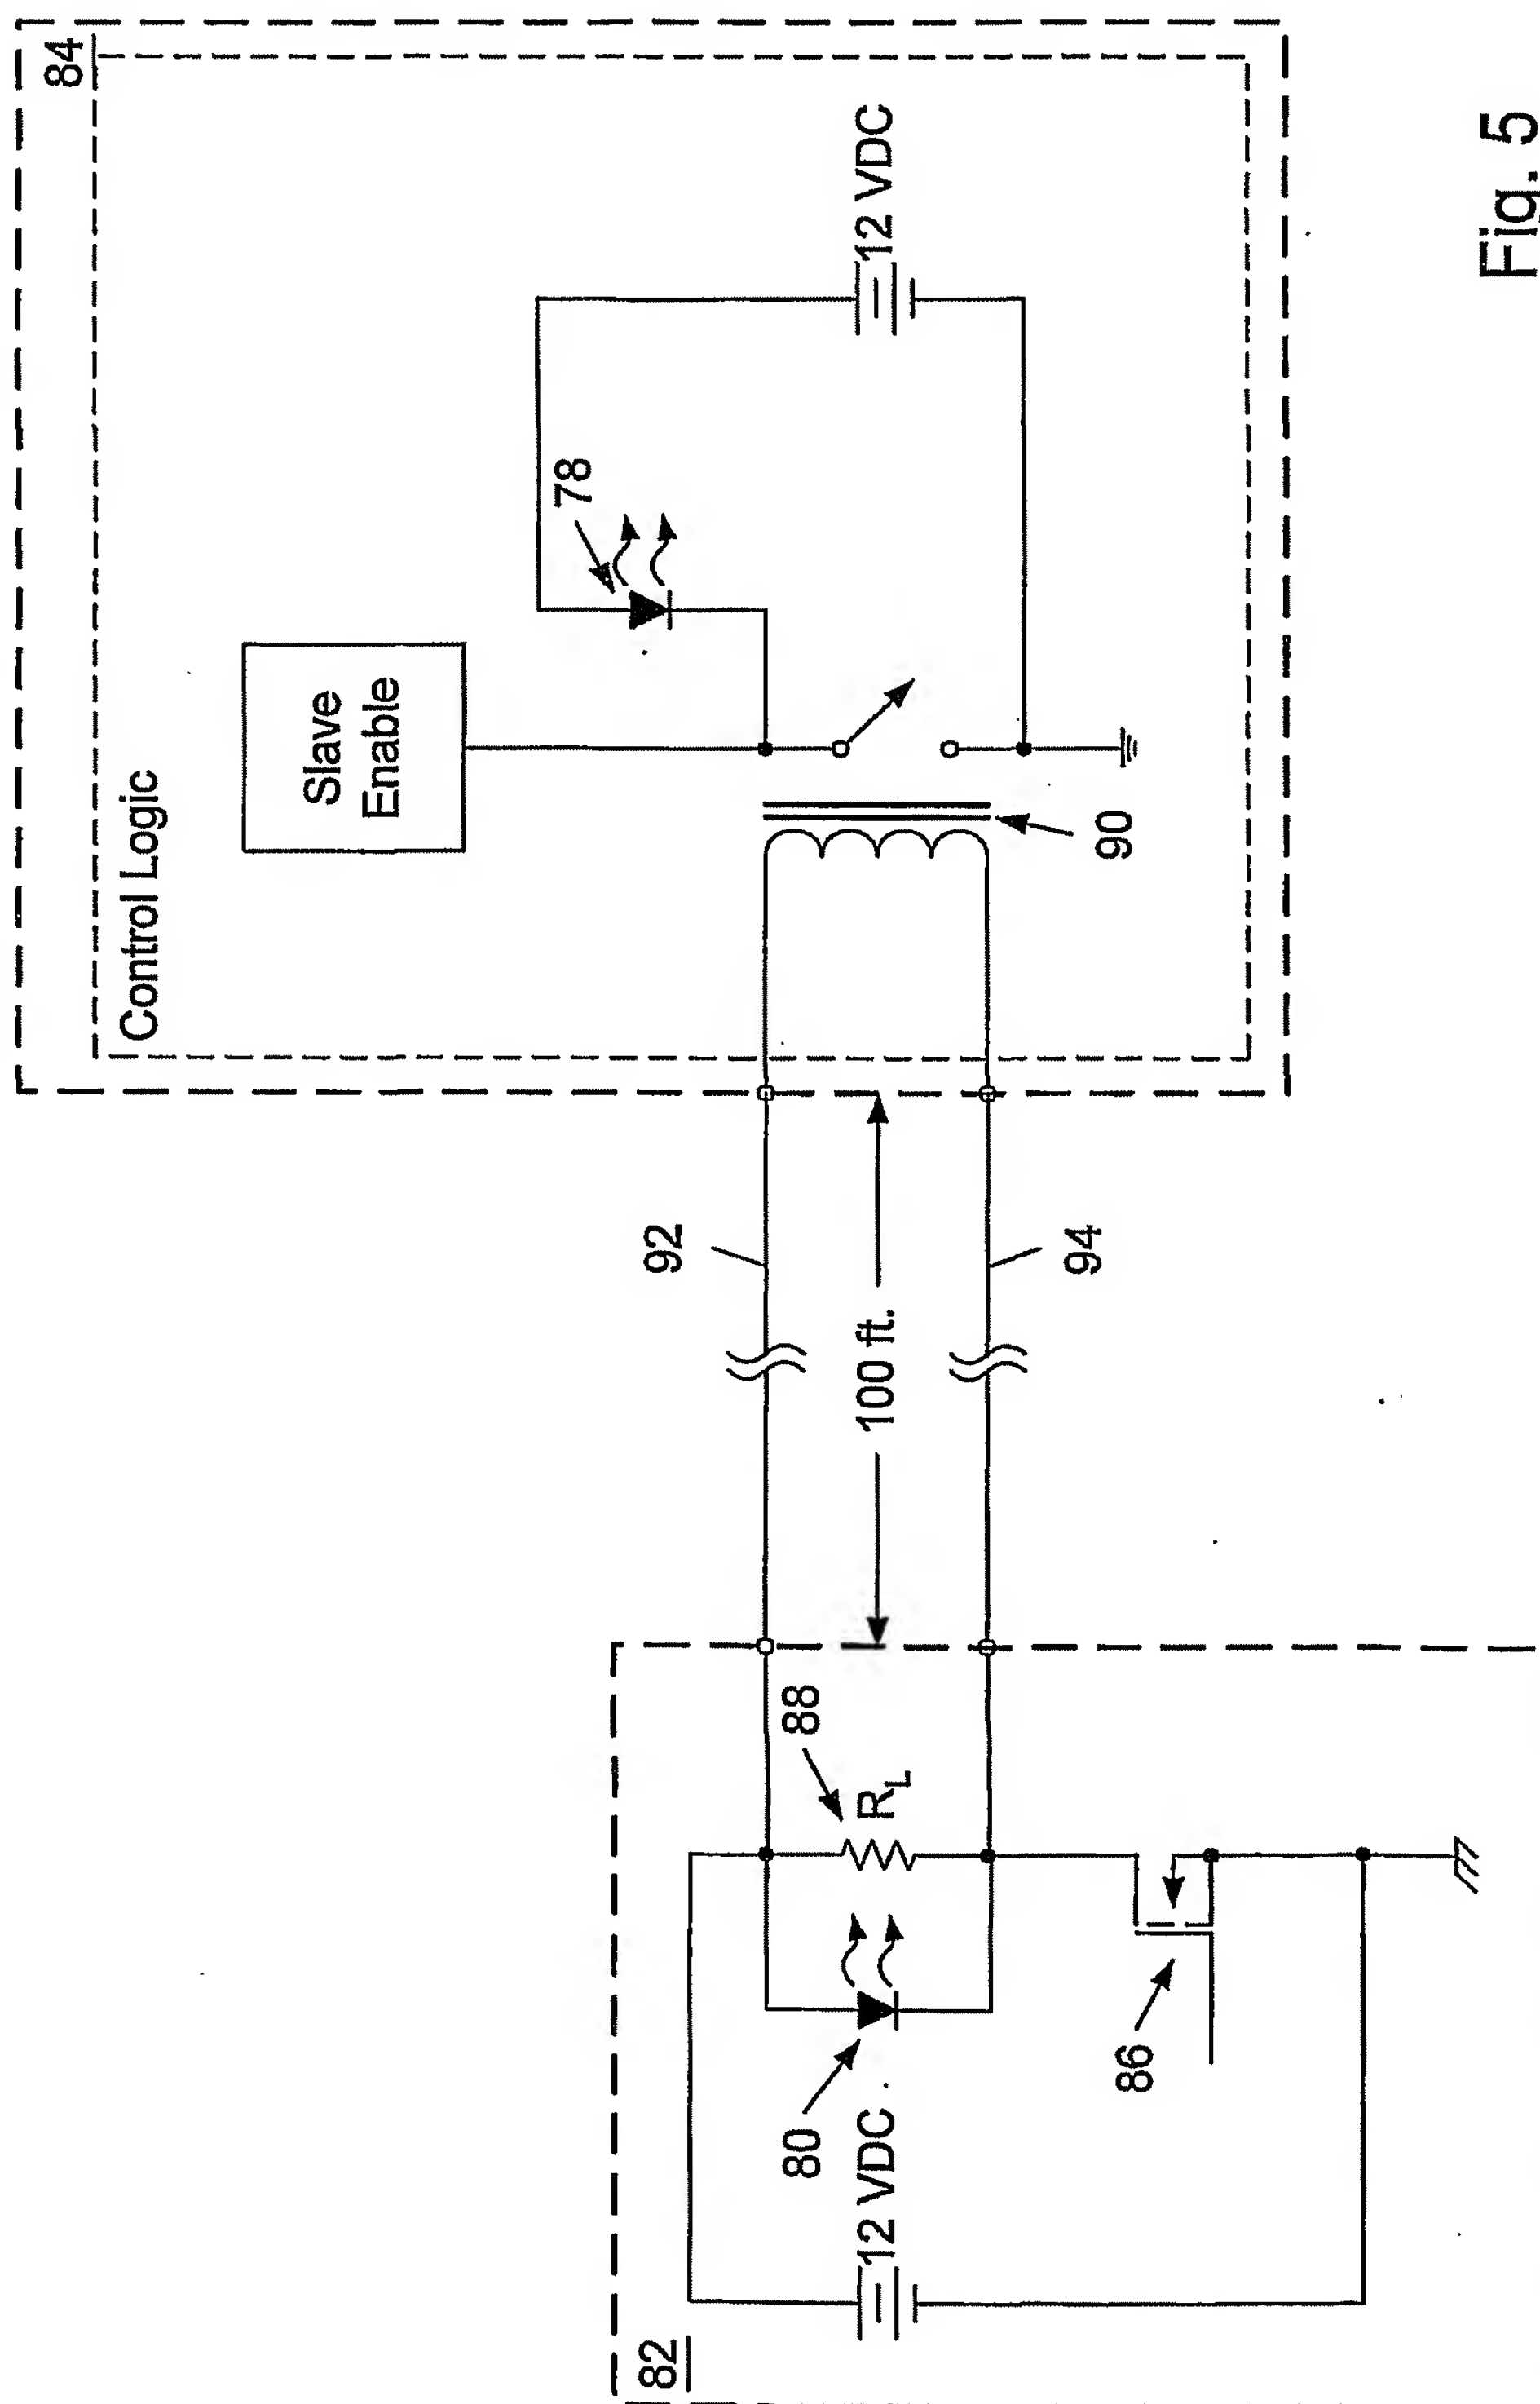 84
Control Logic
Slave
Enable
78
12 VDC
90
92
100 ft.
94
82
80
12 VDC
88
RL
86
Fig. 5